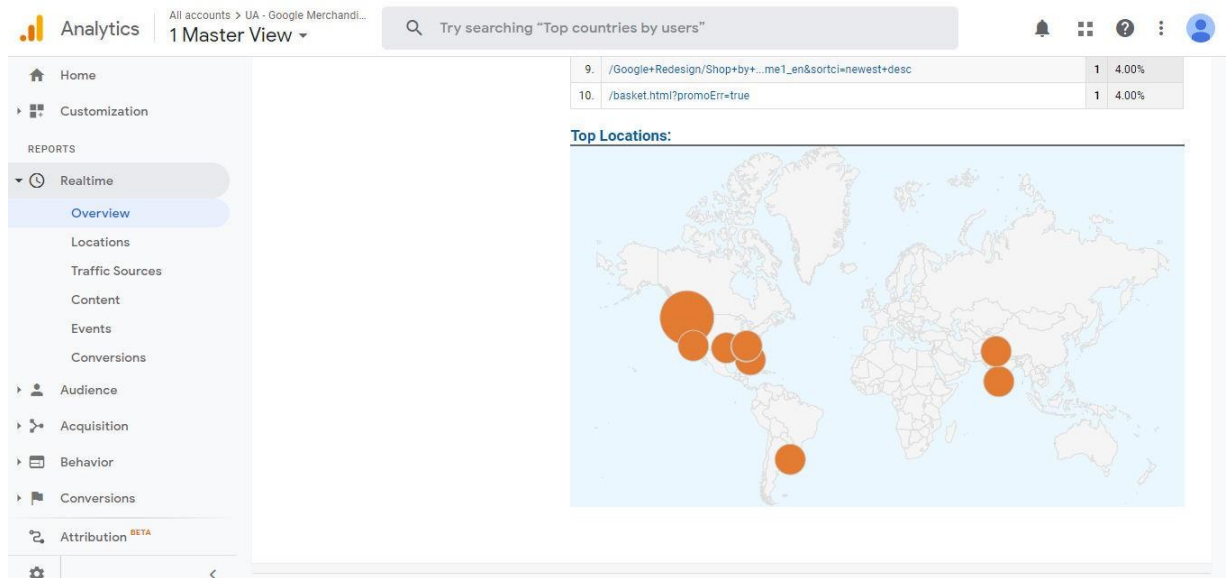 Analytics
All accounts > UA - Google Merchandi...
1 Master View
Try searching “Top countries by users”
Home
Customization
REPORTS
Realtime
Overview
Locations
Traffic Sources
Content
Events
Conversions
Audience
Acquisition
Behavior
Conversions
Attribution BETA
9. /Google+Redesign/Shop+by+...me1_en&sortci=newest+desc 1 4.00%
10. /basket.html?promoErr=true 1 4.00%
Top Locations: